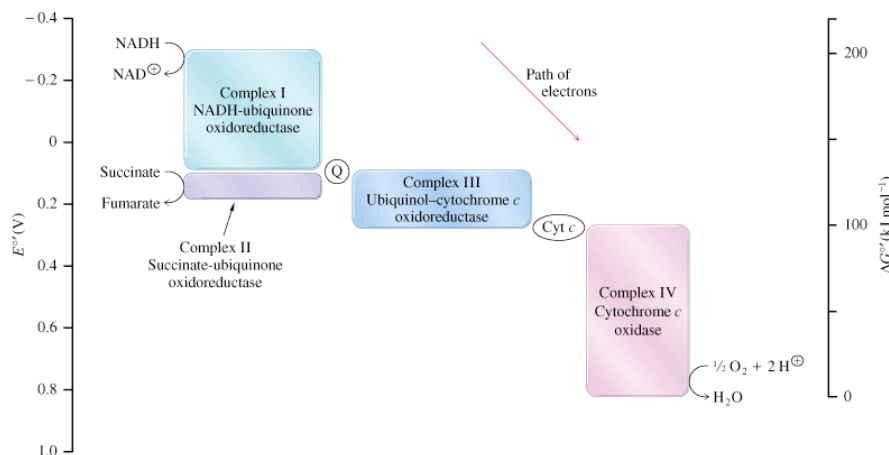 − 0.4
− 0.2
0
0.2
0.4
0.6
0.8
1.0
E°′(V)
NADH
NAD⊕
Complex I
NADH-ubiquinone
oxidoreductase
Succinate
Fumarate
Complex II
Succinate-ubiquinone
oxidoreductase
Q
Complex III
Ubiquinol–cytochrome c
oxidoreductase
Cyt c
Path of
electrons
Complex IV
Cytochrome c
oxidase
½ O₂ + 2 H⊕
H₂O
200
100
0
ΔG°′(kJ mol⁻¹)